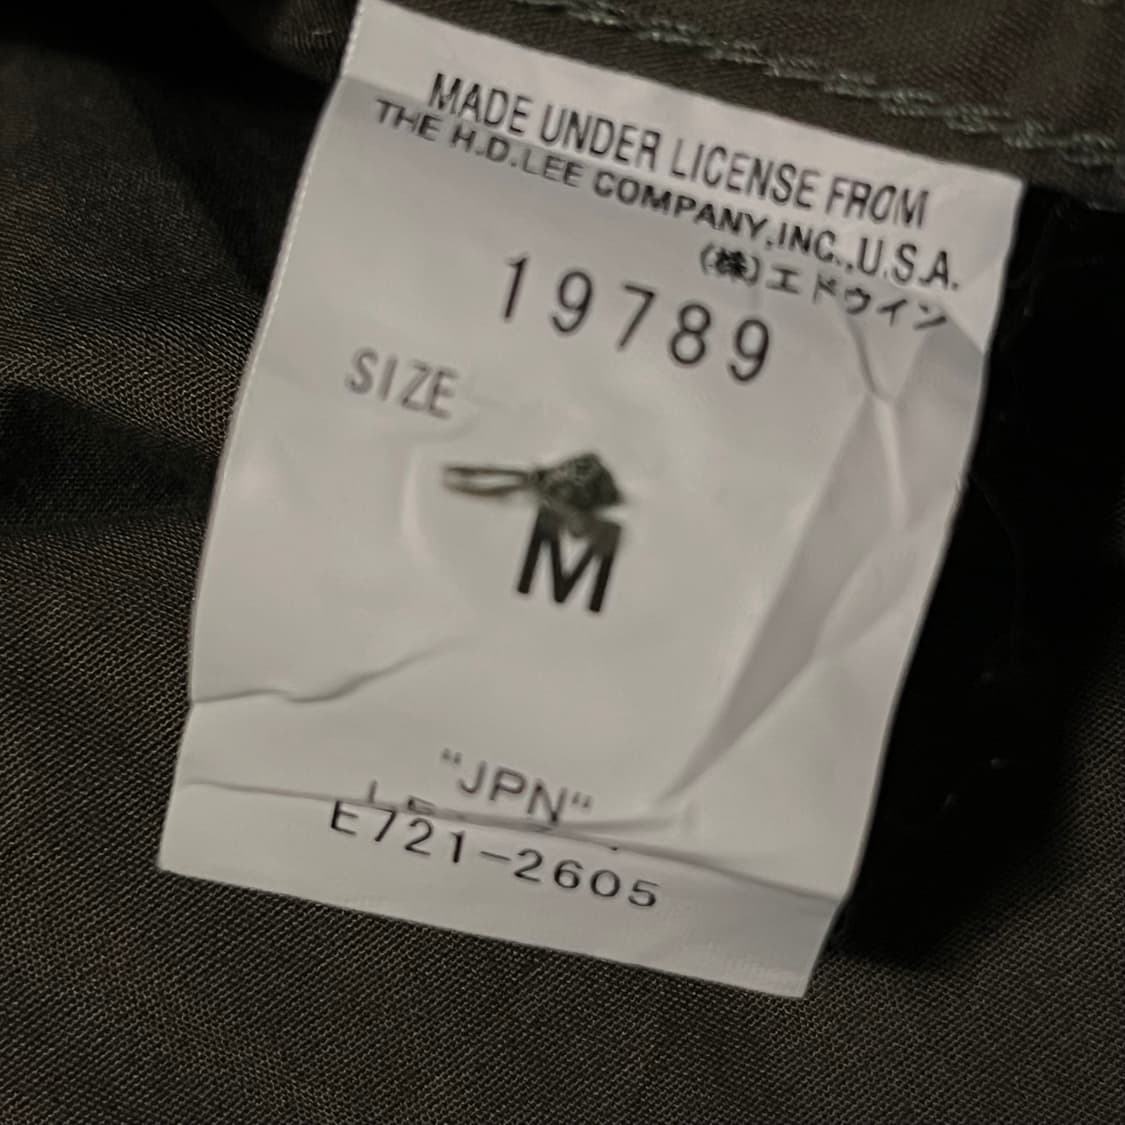 MADE UNDER LICENSE FROM
THE H.D.LEE COMPANY,INC.,U.S.A.
(株)エドウイン
19789
SIZE
M
"JPN"
E721-2605